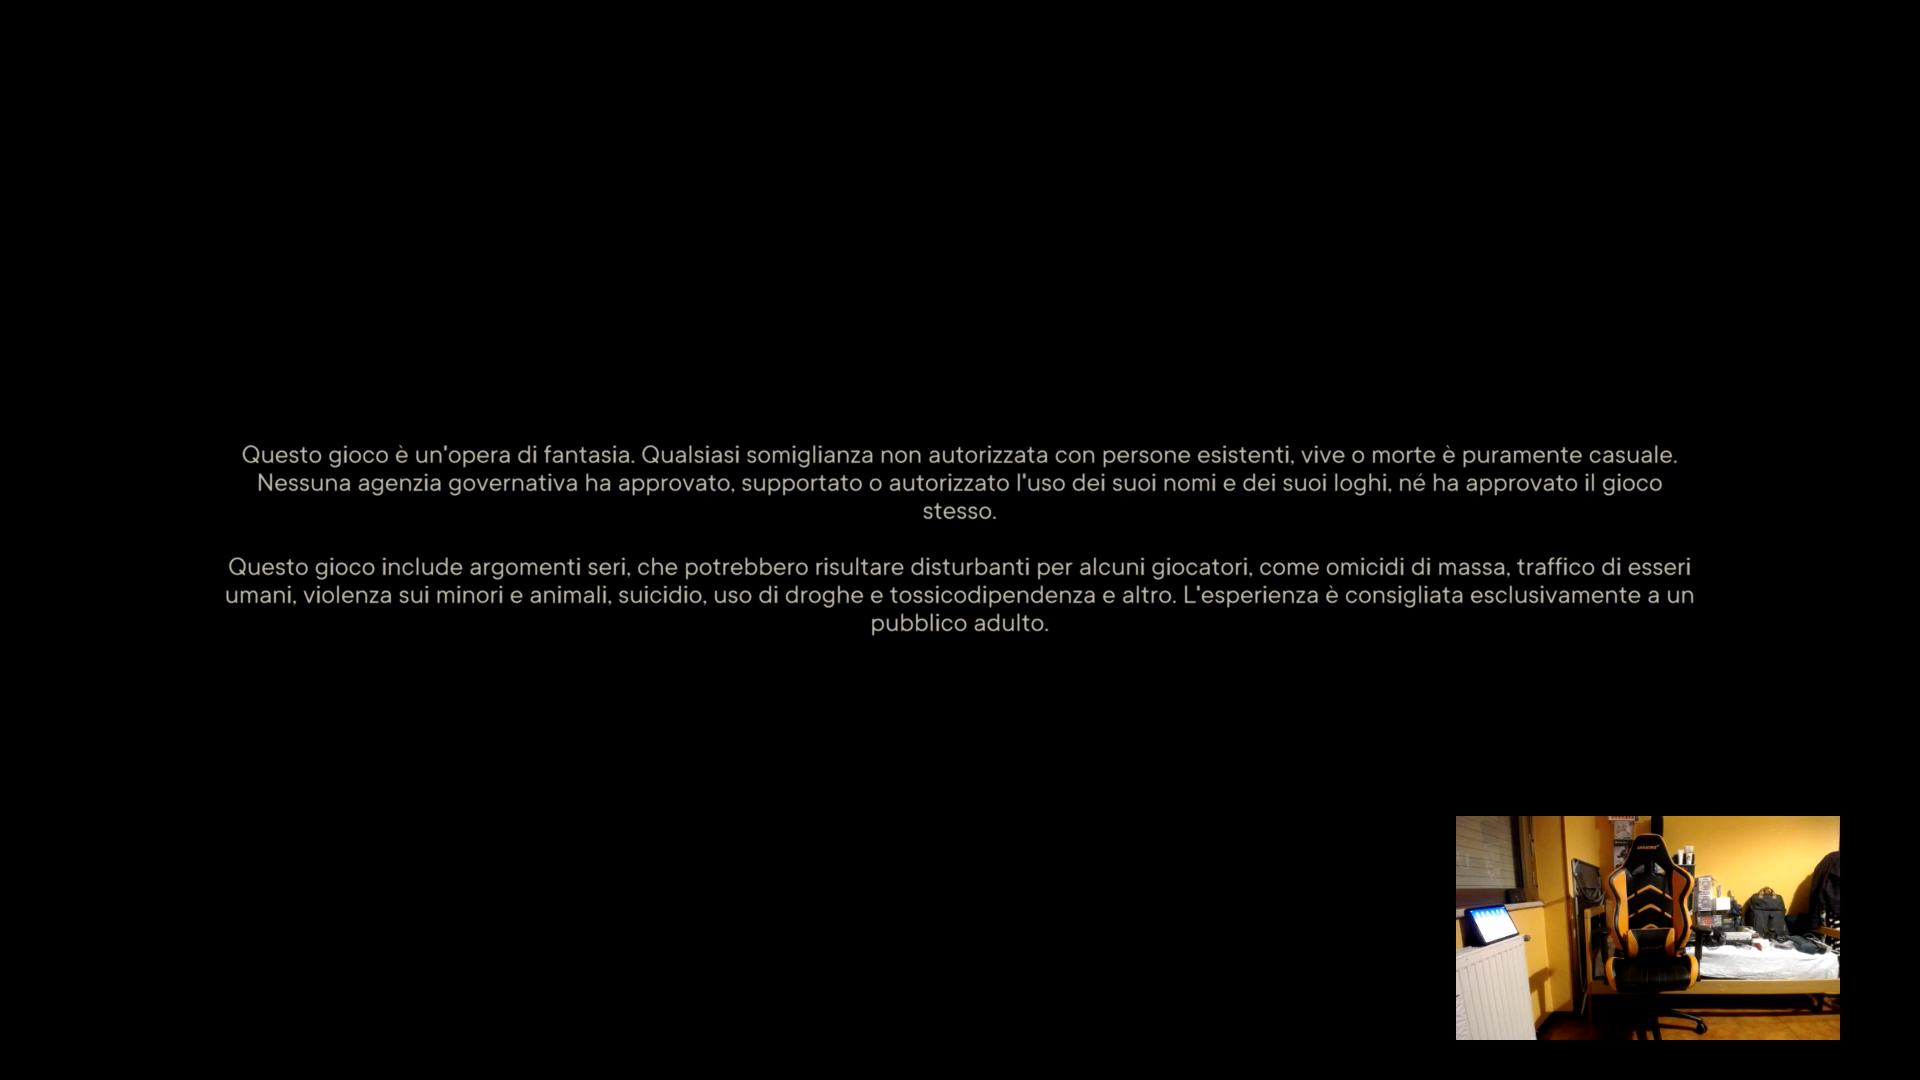 Questo gioco è un'opera di fantasia. Qualsiasi somiglianza non autorizzata con persone esistenti, vive o morte è puramente casuale.
Nessuna agenzia governativa ha approvato, supportato o autorizzato l'uso dei suoi nomi e dei suoi loghi, né ha approvato il gioco
stesso.
Questo gioco include argomenti seri, che potrebbero risultare disturbanti per alcuni giocatori, come omicidi di massa, traffico di esseri
umani, violenza sui minori e animali, suicidio, uso di droghe e tossicodipendenza e altro. L'esperienza è consigliata esclusivamente a un
pubblico adulto.